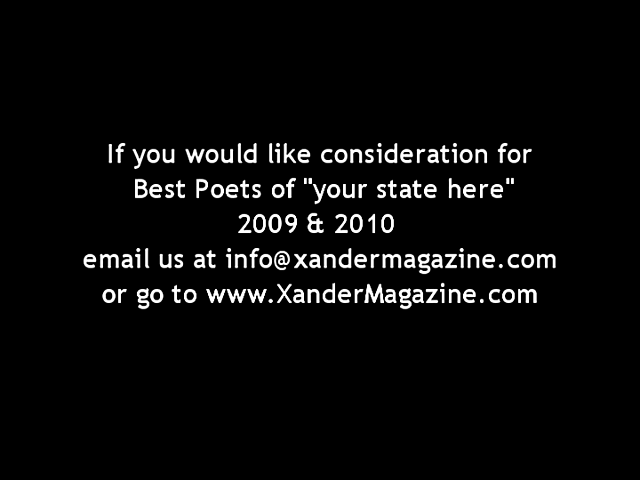 If you would like consideration for
Best Poets of "your state here"
2009 & 2010
email us at info@xandermagazine.com
or go to www.XanderMagazine.com